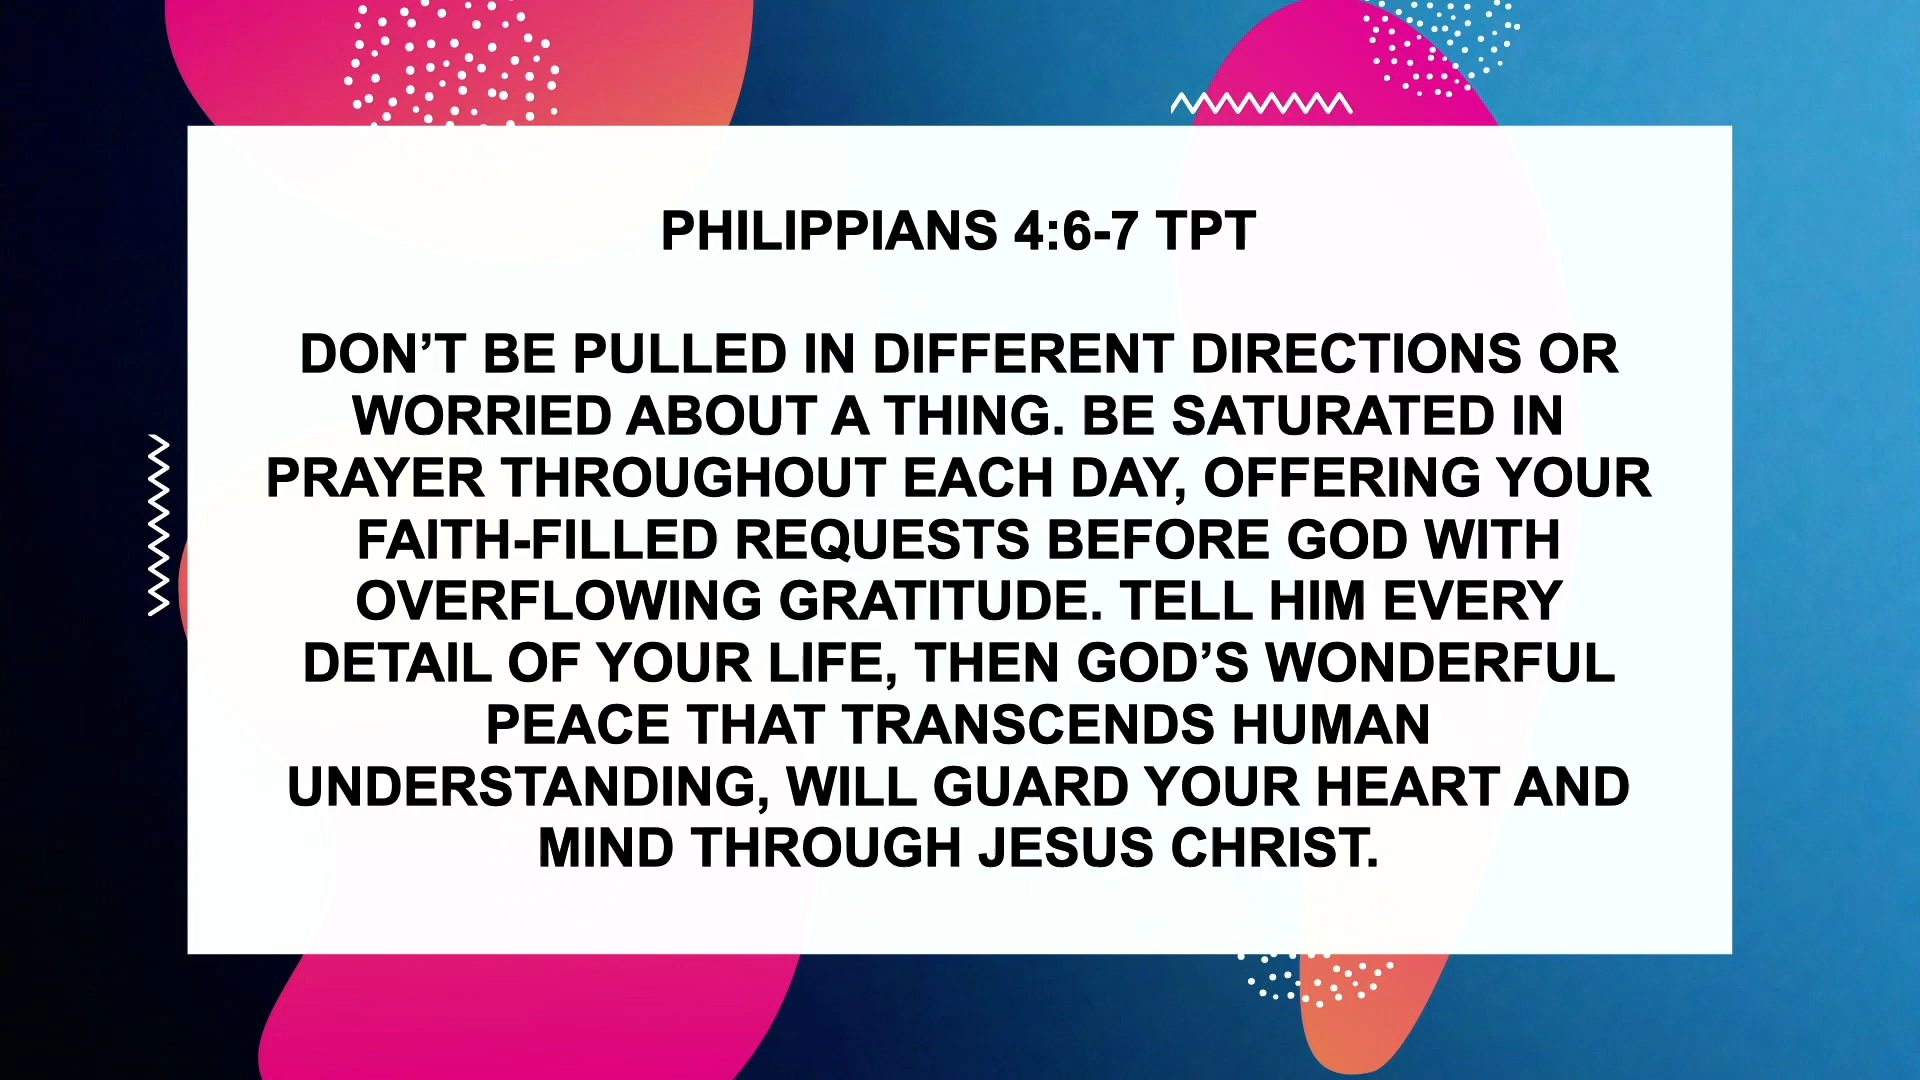 PHILIPPIANS 4:6-7 TPT
DON’T BE PULLED IN DIFFERENT DIRECTIONS OR
WORRIED ABOUT A THING. BE SATURATED IN
PRAYER THROUGHOUT EACH DAY, OFFERING YOUR
FAITH-FILLED REQUESTS BEFORE GOD WITH
OVERFLOWING GRATITUDE. TELL HIM EVERY
DETAIL OF YOUR LIFE, THEN GOD’S WONDERFUL
PEACE THAT TRANSCENDS HUMAN
UNDERSTANDING, WILL GUARD YOUR HEART AND
MIND THROUGH JESUS CHRIST.